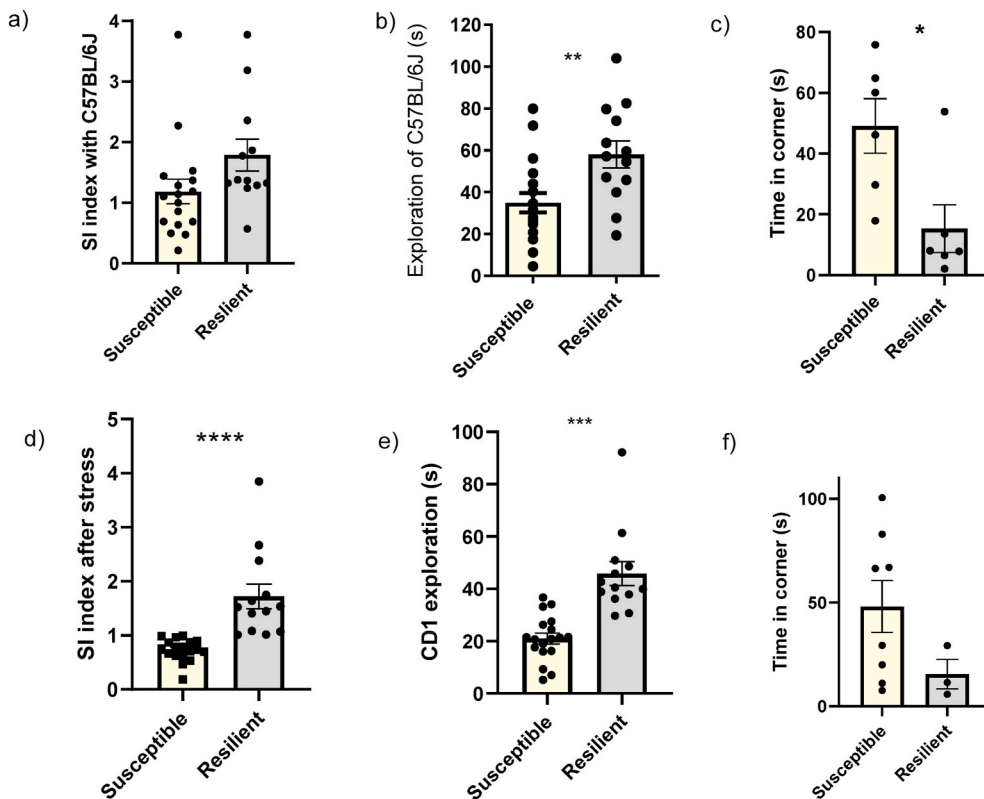 a)
SI index with C57BL/6J
4
3
2
1
0
Susceptible
Reslient
b)
Exploration of C57BL/6J (s)
120
100
80
60
40
20
0
**
Susceptible
Resilient
c)
Time in corner (s)
80
60
40
20
0
*
Susceptible
Resilient
d)
SI index after stress
5
4
3
2
1
0
****
Susceptible
Resilient
e)
CD1 exploration (s)
100
80
60
40
20
0
***
Susceptible
Resilient
f)
Time in corner (s)
100
50
0
Susceptible
Resilient